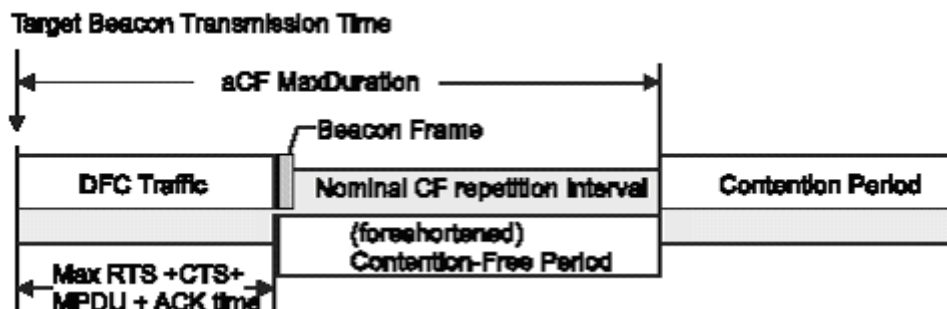 Target Beacon Transmission Time
aCF MaxDuration
Beacon Frame
DFC Traffic
Nominal CF repetition interval
Contention Period
(foreshortened)
Contention-Free Period
Max RTS +CTS+
MPDU + ACK time